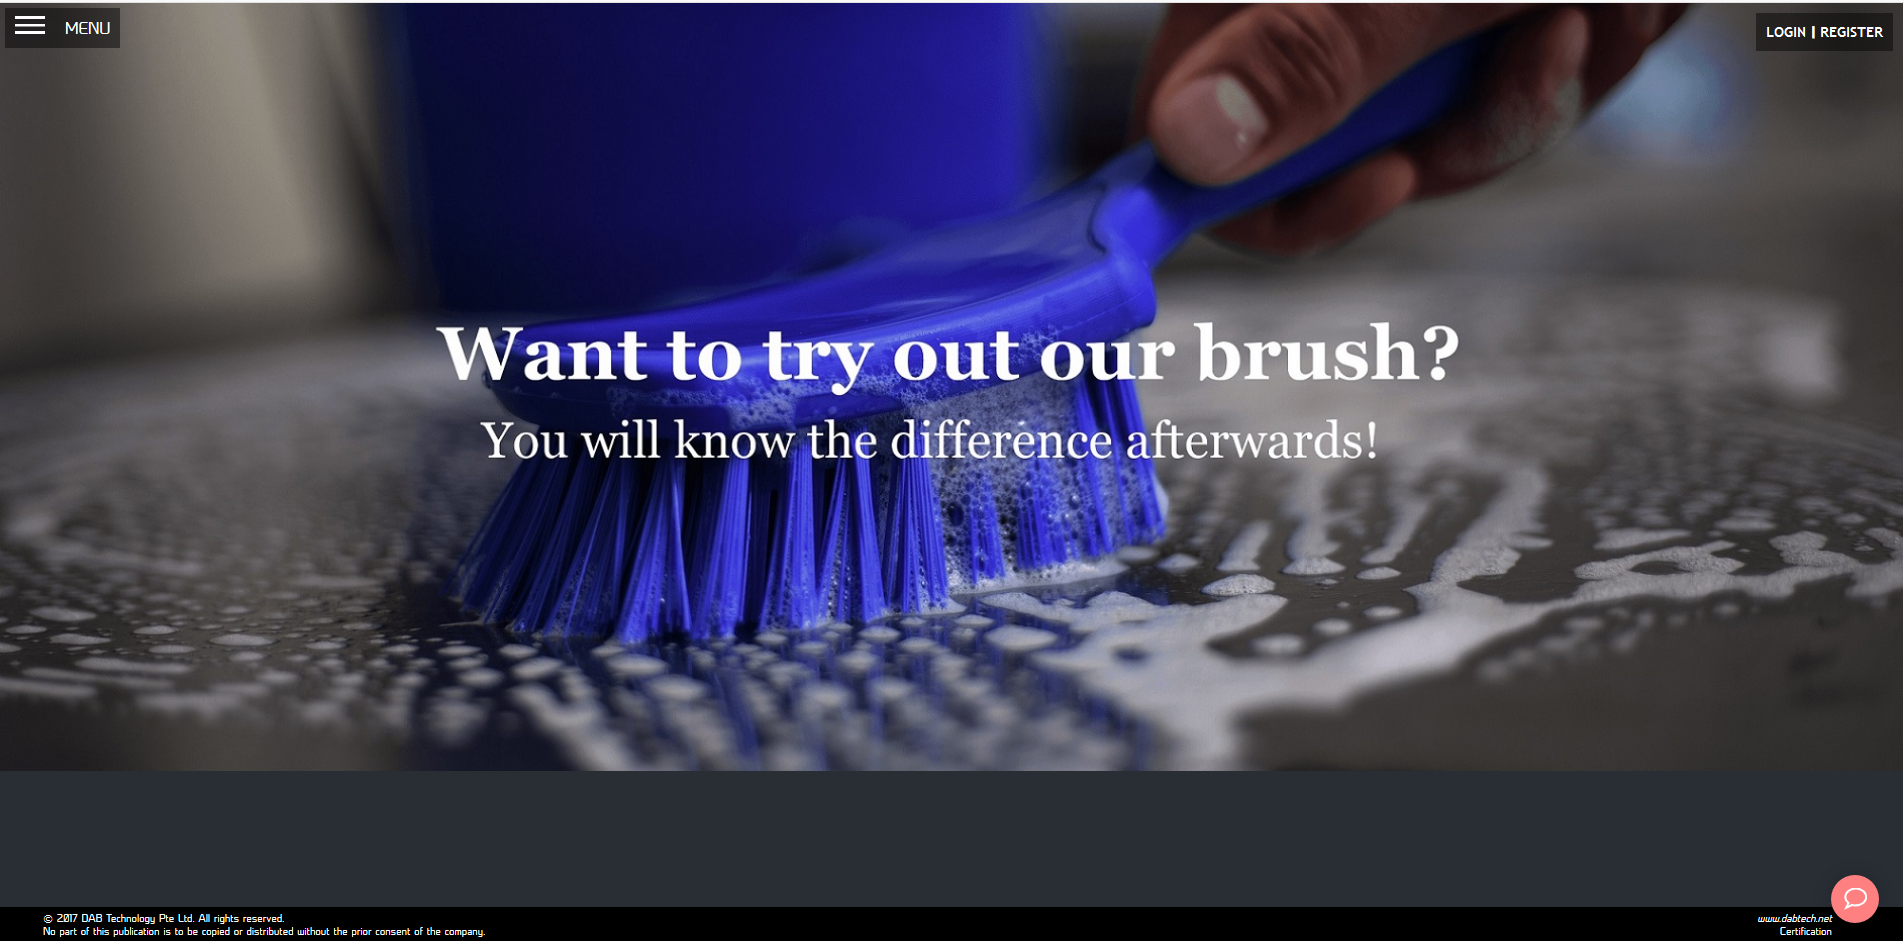 MENU
LOGIN | REGISTER
Want to try out our brush?
You will know the difference afterwards!
© 2017 DAB Technology Pte Ltd. All rights reserved.
No part of this publication is to be copied or distributed without the prior consent of the company.
www.dabtech.net
Certification